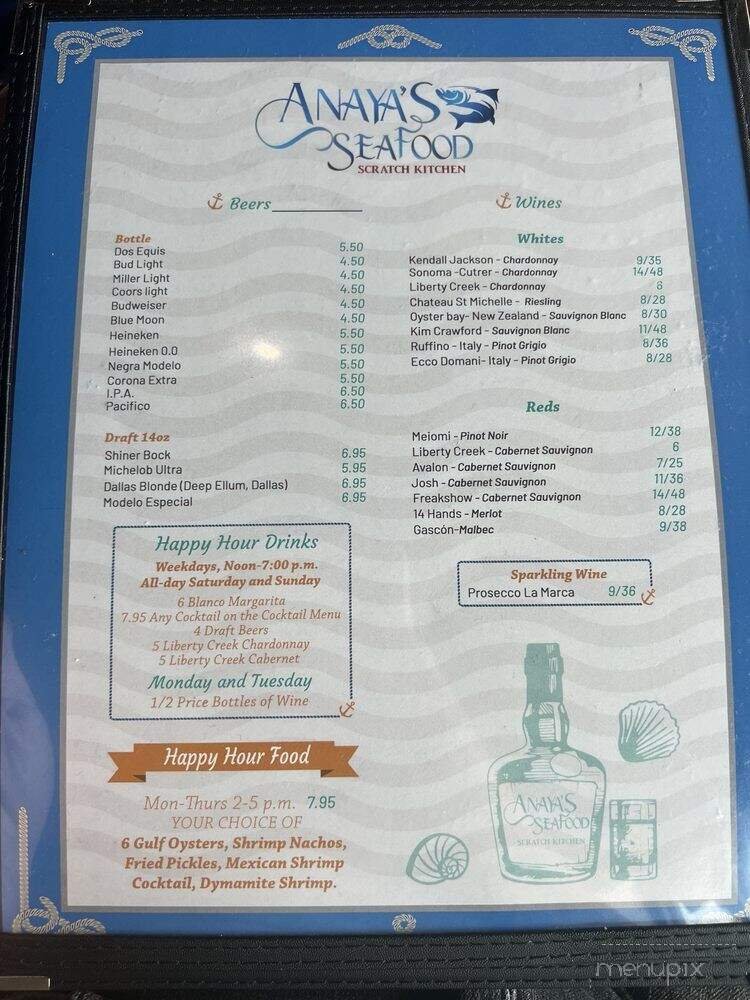 ANAYA'S
SEAFOOD
SCRATCH KITCHEN
Beers
Bottle
Dos Equis 5.50
Bud Light 4.50
Miller Light 4.50
Coors light 4.50
Budweiser 4.50
Blue Moon 4.50
Heineken 5.50
Heineken 0.0 5.50
Negra Modelo 5.50
Corona Extra 5.50
I.P.A. 6.50
Pacifico 6.50
Draft 14oz
Shiner Bock 6.95
Michelob Ultra 5.95
Dallas Blonde (Deep Ellum, Dallas) 6.95
Modelo Especial 6.95
Happy Hour Drinks
Weekdays, Noon-7:00 p.m.
All-day Saturday and Sunday
6 Blanco Margarita
7.95 Any Cocktail on the Cocktail Menu
4 Draft Beers
5 Liberty Creek Chardonnay
5 Liberty Creek Cabernet
Monday and Tuesday
1/2 Price Bottles of Wine
Happy Hour Food
Mon-Thurs 2-5 p.m. 7.95
YOUR CHOICE OF
6 Gulf Oysters, Shrimp Nachos,
Fried Pickles, Mexican Shrimp
Cocktail, Dymamite Shrimp.
Wines
Whites
Kendall Jackson - Chardonnay 9/35
Sonoma -Cutrer - Chardonnay 14/48
Liberty Creek - Chardonnay 6
Chateau St Michelle - Riesling 8/28
Oyster bay- New Zealand - Sauvignon Blanc 8/30
Kim Crawford - Sauvignon Blanc 11/48
Ruffino - Italy - Pinot Grigio 8/36
Ecco Domani- Italy - Pinot Grigio 8/28
Reds
Meiomi - Pinot Noir 12/38
Liberty Creek - Cabernet Sauvignon 6
Avalon - Cabernet Sauvignon 7/25
Josh - Cabernet Sauvignon 11/36
Freakshow - Cabernet Sauvignon 14/48
14 Hands - Merlot 8/28
Gascón-Malbec 9/38
Sparkling Wine
Prosecco La Marca 9/36
ANAYA'S
SEAFOOD
SCRATCH KITCHEN
menupix